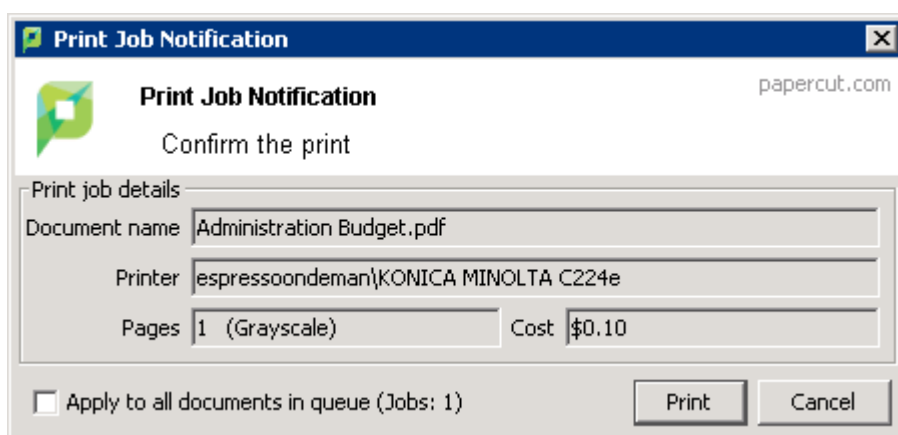 Print Job Notification
papercut.com
Print Job Notification
Confirm the print
Print job details
Document name Administration Budget.pdf
Printer espressoondeman\KONICA MINOLTA C224e
Pages 1 (Grayscale) Cost $0.10
Apply to all documents in queue (Jobs: 1) Print Cancel